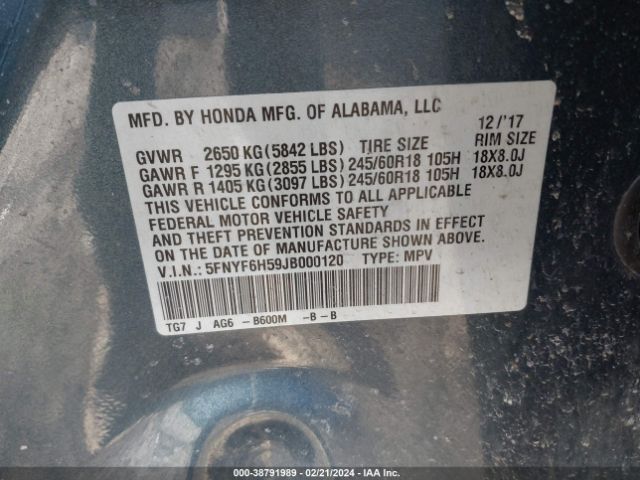 MFD. BY HONDA MFG. OF ALABAMA, LLC
12/'17
GVWR 2650 KG(5842 LBS) TIRE SIZE RIM SIZE
GAWR F 1295 KG(2855 LBS)245/60R18 105H 18X8.0J
GAWR R 1405 KG(3097 LBS)245/60R18 105H 18X8.0J
THIS VEHICLE CONFORMS TO ALL APPLICABLE
FEDERAL MOTOR VEHICLE SAFETY
AND THEFT PREVENTION STANDARDS IN EFFECT
ON THE DATE OF MANUFACTURE SHOWN ABOVE.
V.I.N.: 5FNYF6H59JB000120 TYPE: MPV
TG7 J AG6 - B600M -B-B
000-38791989 - 02/21/2024 - IAA Inc.